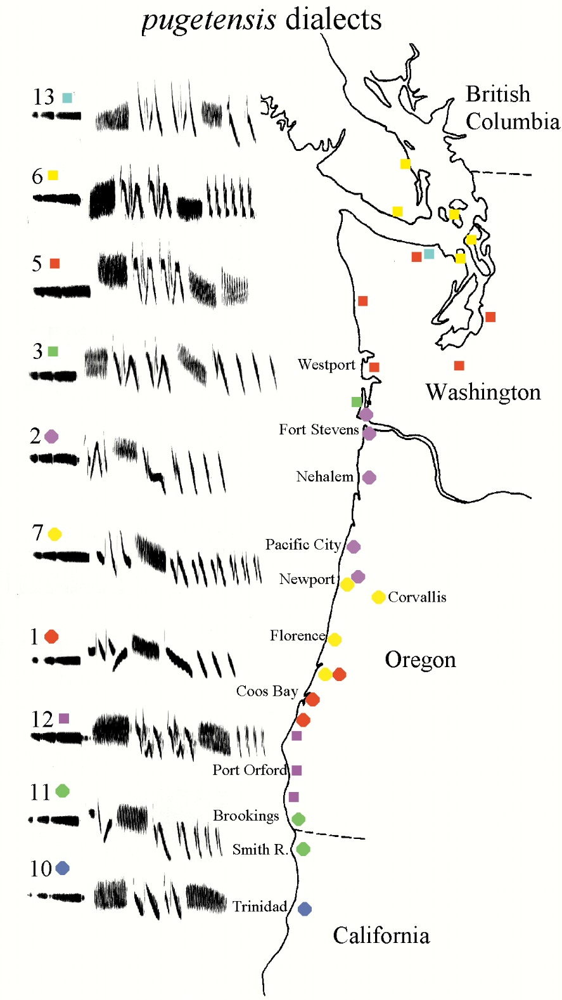 pugetensis dialects
13
British
Columbia
6
5
3
Westport
Washington
Fort Stevens
2
Nehalem
7
Pacific City
Newport
Corvallis
1
Florence
Oregon
Coos Bay
12
Port Orford
11
Brookings
Smith R.
10
Trinidad
California